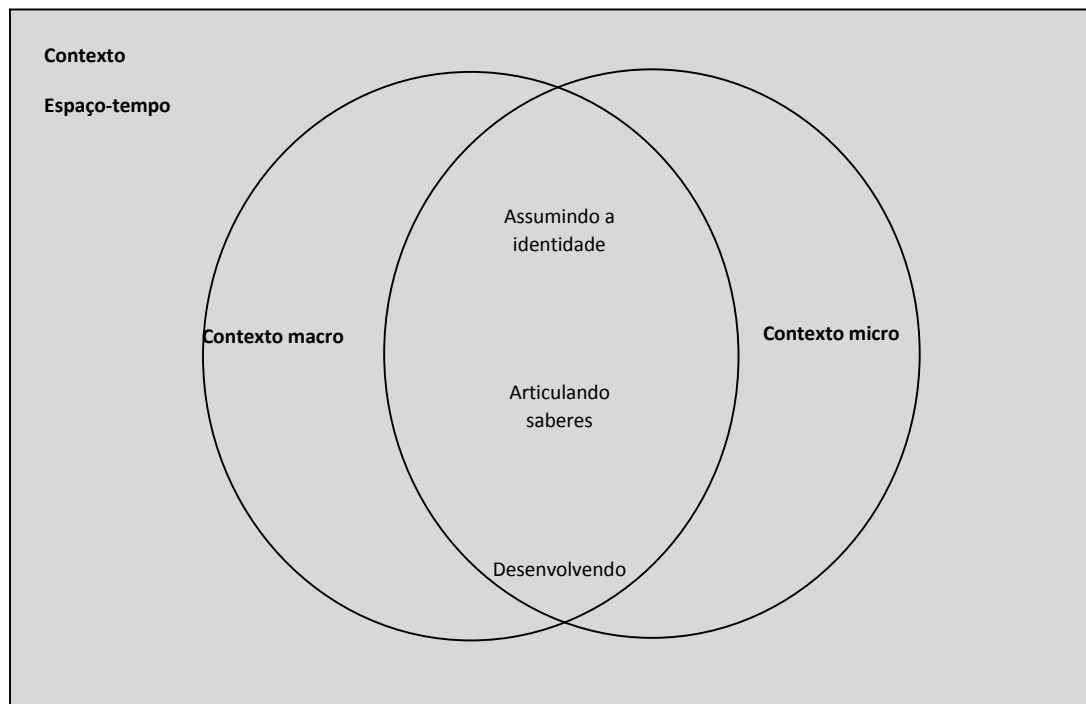 Contexto
Espaço-tempo
Assumindo a
identidade
Contexto macro
Contexto micro
Articulando
saberes
Desenvolvendo